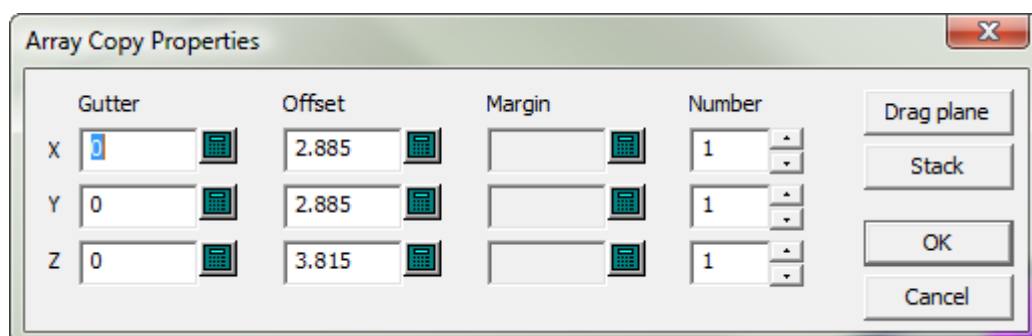 Array Copy Properties
Gutter Offset Margin Number
Drag plane
X 0 2.885 1
Stack
Y 0 2.885 1
OK
Z 0 3.815 1
Cancel